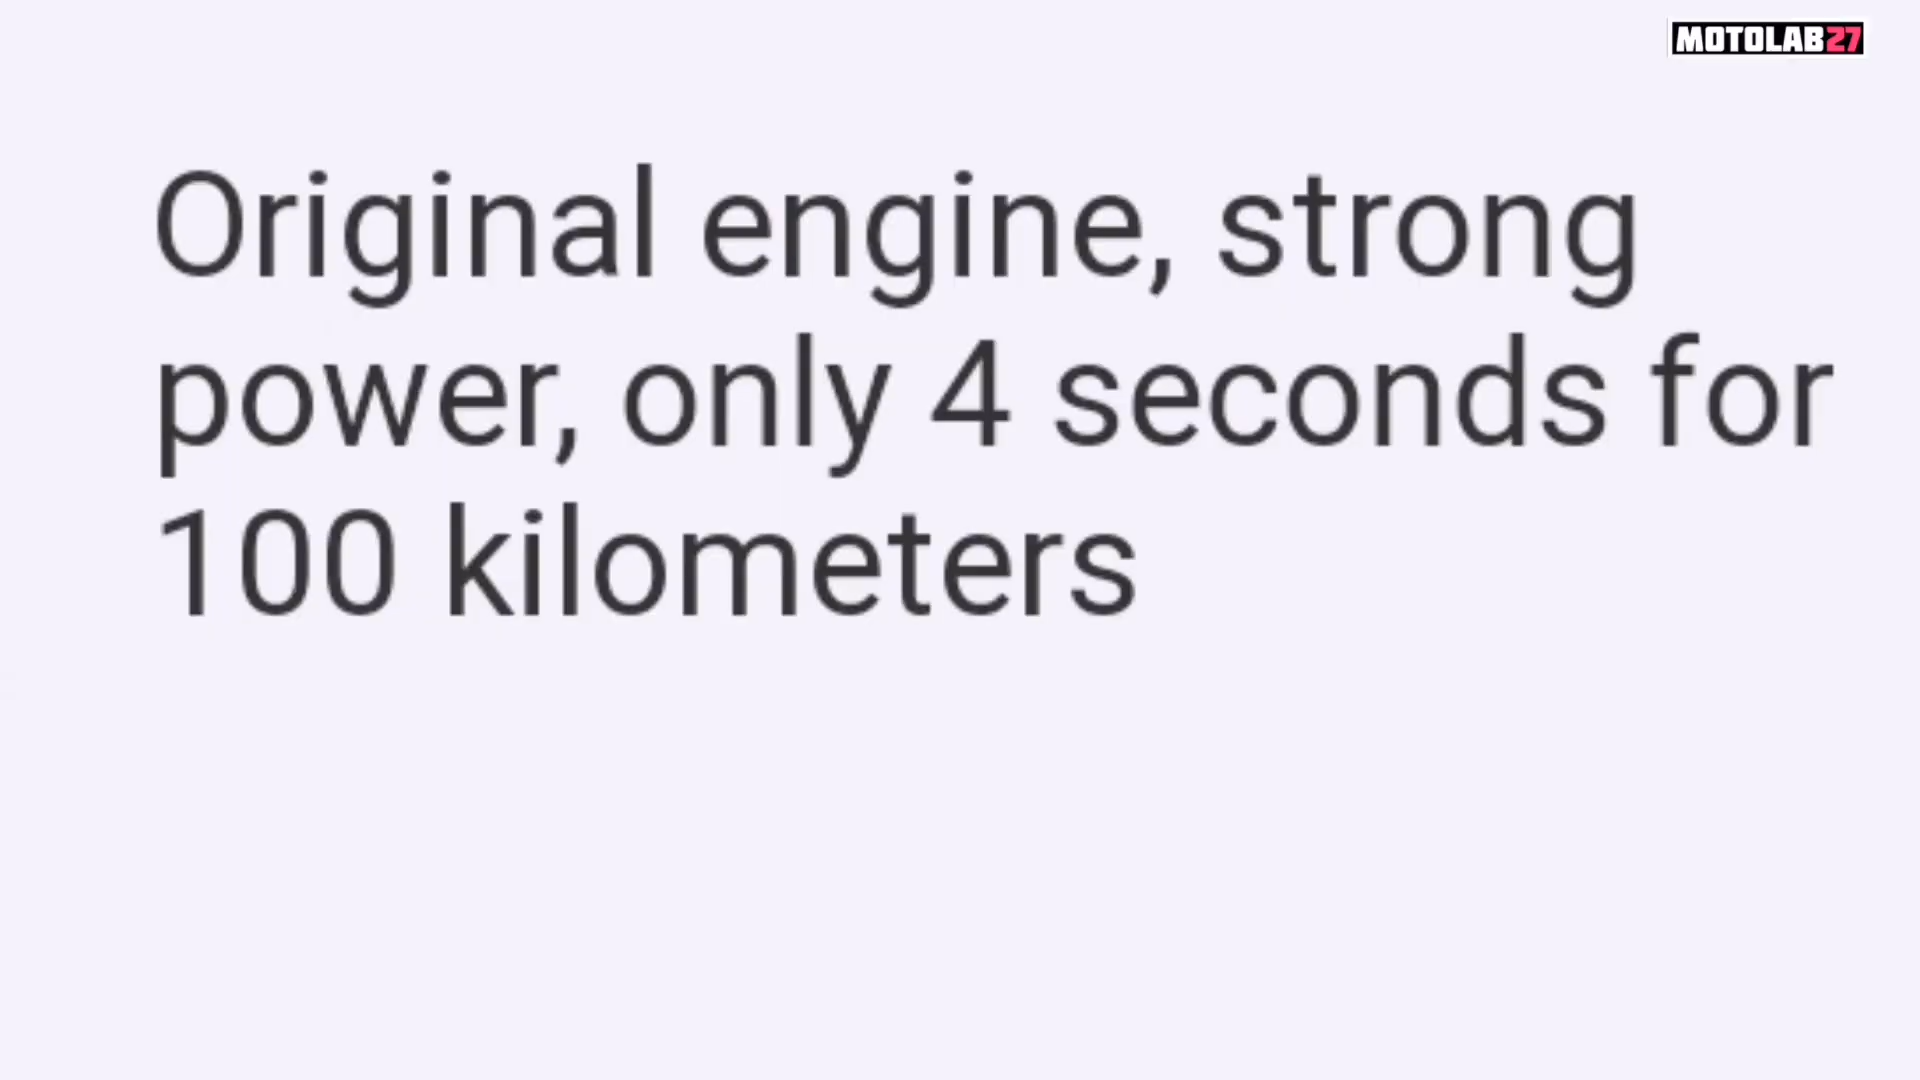 MOTOLAB27
Original engine, strong
power, only 4 seconds for
100 kilometers